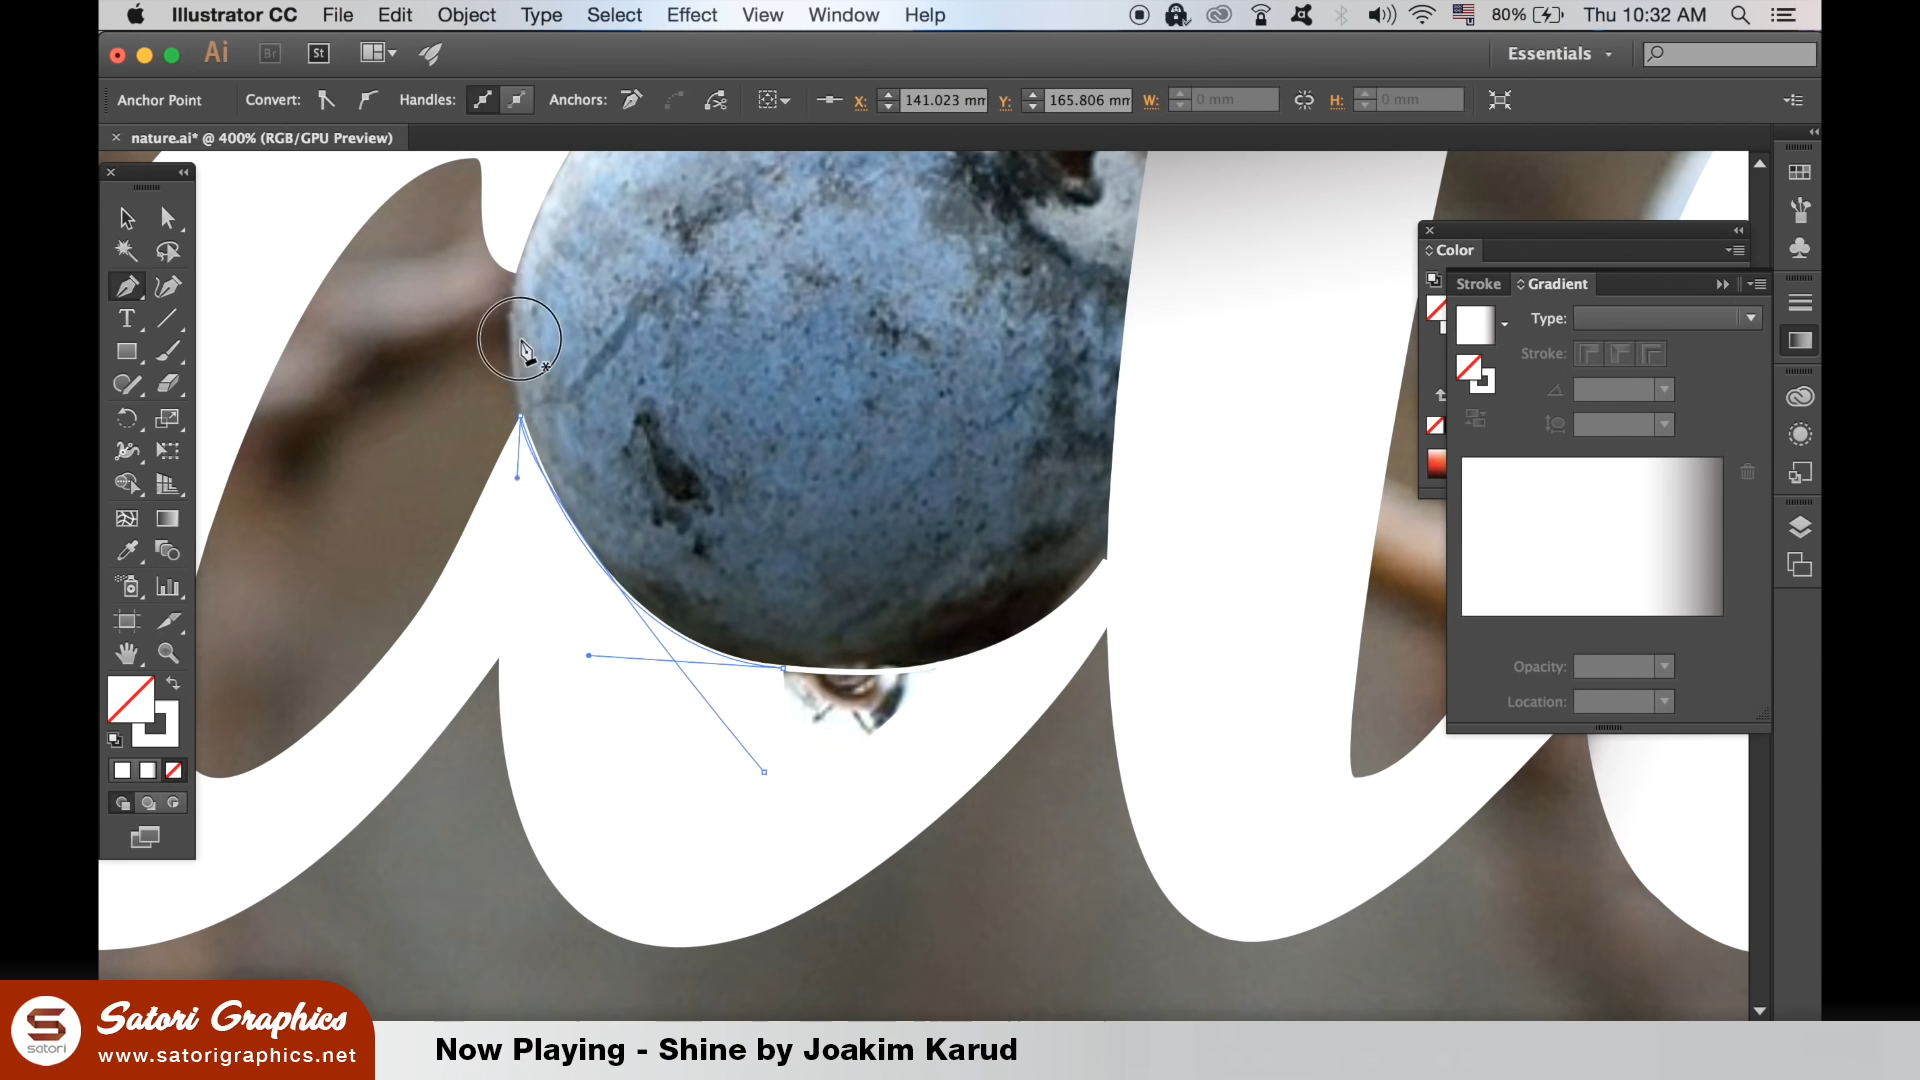 Illustrator CC File Edit Object Type Select Effect View Window Help 80% Thu 10:32 AM
Ai Br St Essentials
Anchor Point Convert: Handles: Anchors: X: 141.023 mm Y: 165.806 mm W: 0 mm H: 0 mm
× nature.ai* @ 400% (RGB/GPU Preview)
Color
Stroke Gradient
Type:
Stroke:
T
Opacity:
Location:
Satori Graphics
www.satorigraphics.net
satori
Now Playing - Shine by Joakim Karud